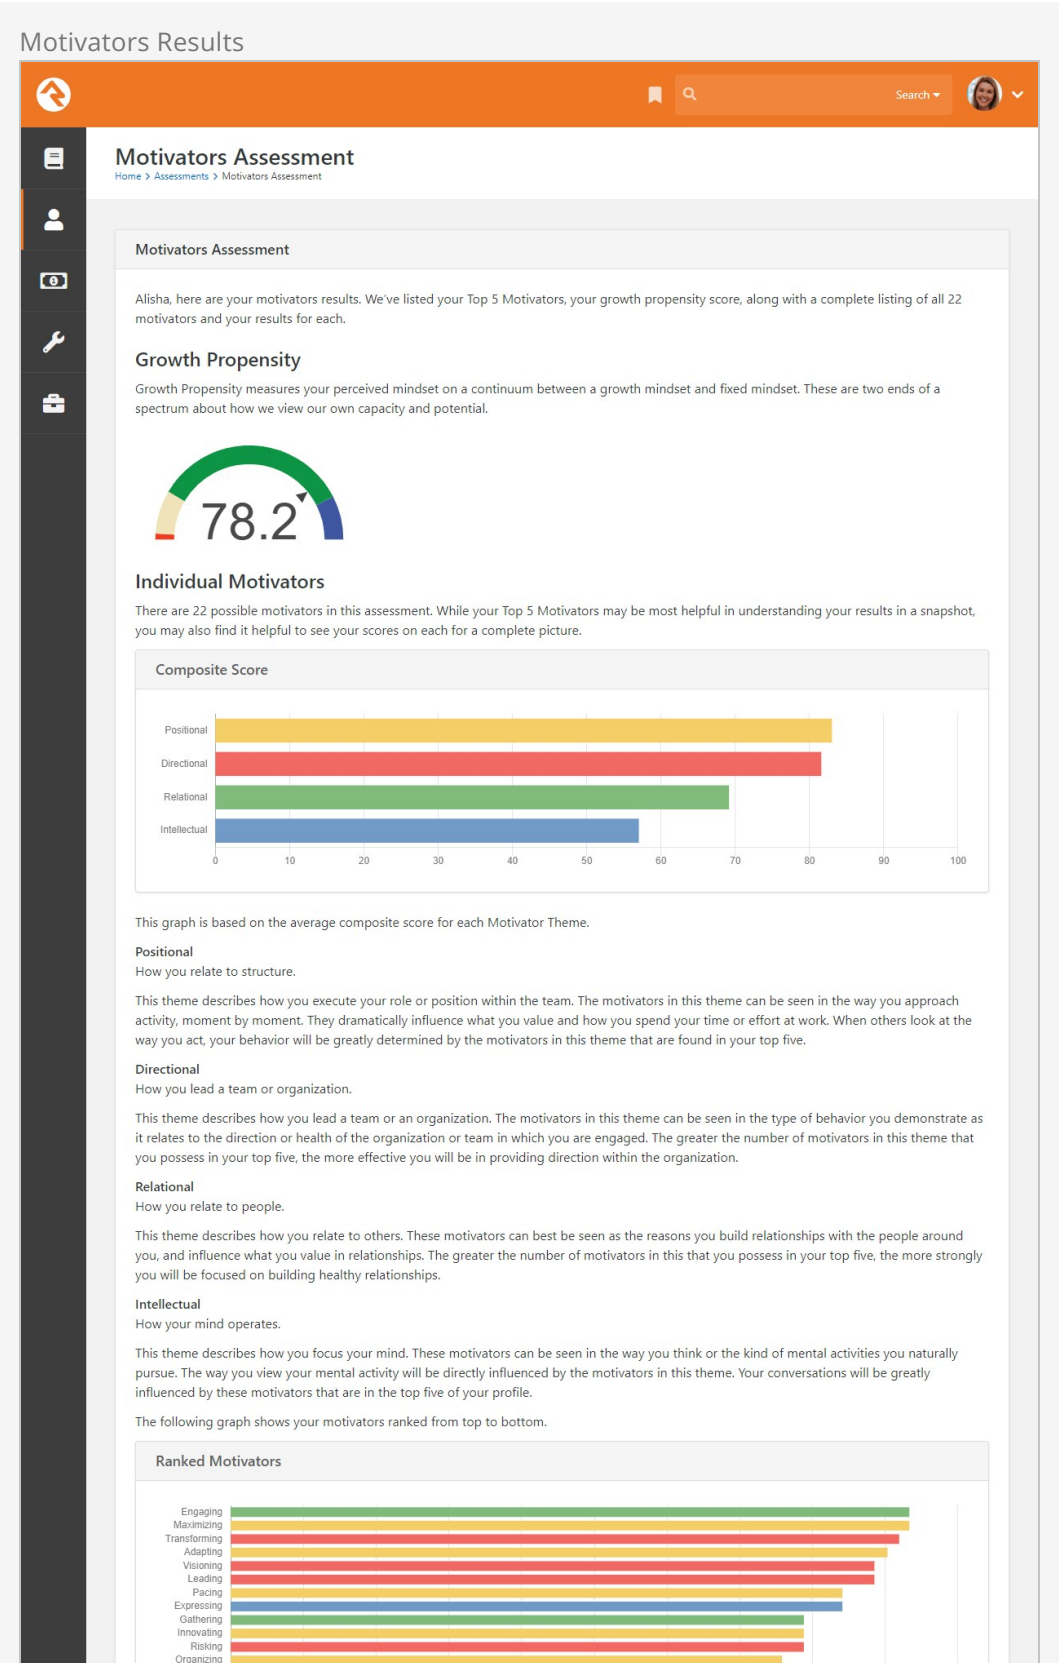 Motivators Results
Search
Motivators Assessment
Home > Assessments > Motivators Assessment
Motivators Assessment
Alisha, here are your motivators results. We've listed your Top 5 Motivators, your growth propensity score, along with a complete listing of all 22
motivators and your results for each.
Growth Propensity
Growth Propensity measures your perceived mindset on a continuum between a growth mindset and fixed mindset. These are two ends of a
spectrum about how we view our own capacity and potential.
78.2
Individual Motivators
There are 22 possible motivators in this assessment. While your Top 5 Motivators may be most helpful in understanding your results in a snapshot,
you may also find it helpful to see your scores on each for a complete picture.
Composite Score
Positional
Directional
Relational
Intellectual
0 10 20 30 40 50 60 70 80 90 100
This graph is based on the average composite score for each Motivator Theme.
Positional
How you relate to structure.
This theme describes how you execute your role or position within the team. The motivators in this theme can be seen in the way you approach
activity, moment by moment. They dramatically influence what you value and how you spend your time or effort at work. When others look at the
way you act, your behavior will be greatly determined by the motivators in this theme that are found in your top five.
Directional
How you lead a team or organization.
This theme describes how you lead a team or an organization. The motivators in this theme can be seen in the type of behavior you demonstrate as
it relates to the direction or health of the organization or team in which you are engaged. The greater the number of motivators in this theme that
you possess in your top five, the more effective you will be in providing direction within the organization.
Relational
How you relate to people.
This theme describes how you relate to others. These motivators can best be seen as the reasons you build relationships with the people around
you, and influence what you value in relationships. The greater the number of motivators in this that you possess in your top five, the more strongly
you will be focused on building healthy relationships.
Intellectual
How your mind operates.
This theme describes how you focus your mind. These motivators can be seen in the way you think or the kind of mental activities you naturally
pursue. The way you view your mental activity will be directly influenced by the motivators in this theme. Your conversations will be greatly
influenced by these motivators that are in the top five of your profile.
The following graph shows your motivators ranked from top to bottom.
Ranked Motivators
Engaging
Maximizing
Transforming
Adapting
Visioning
Leading
Pacing
Expressing
Gathering
Innovating
Risking
Organizing